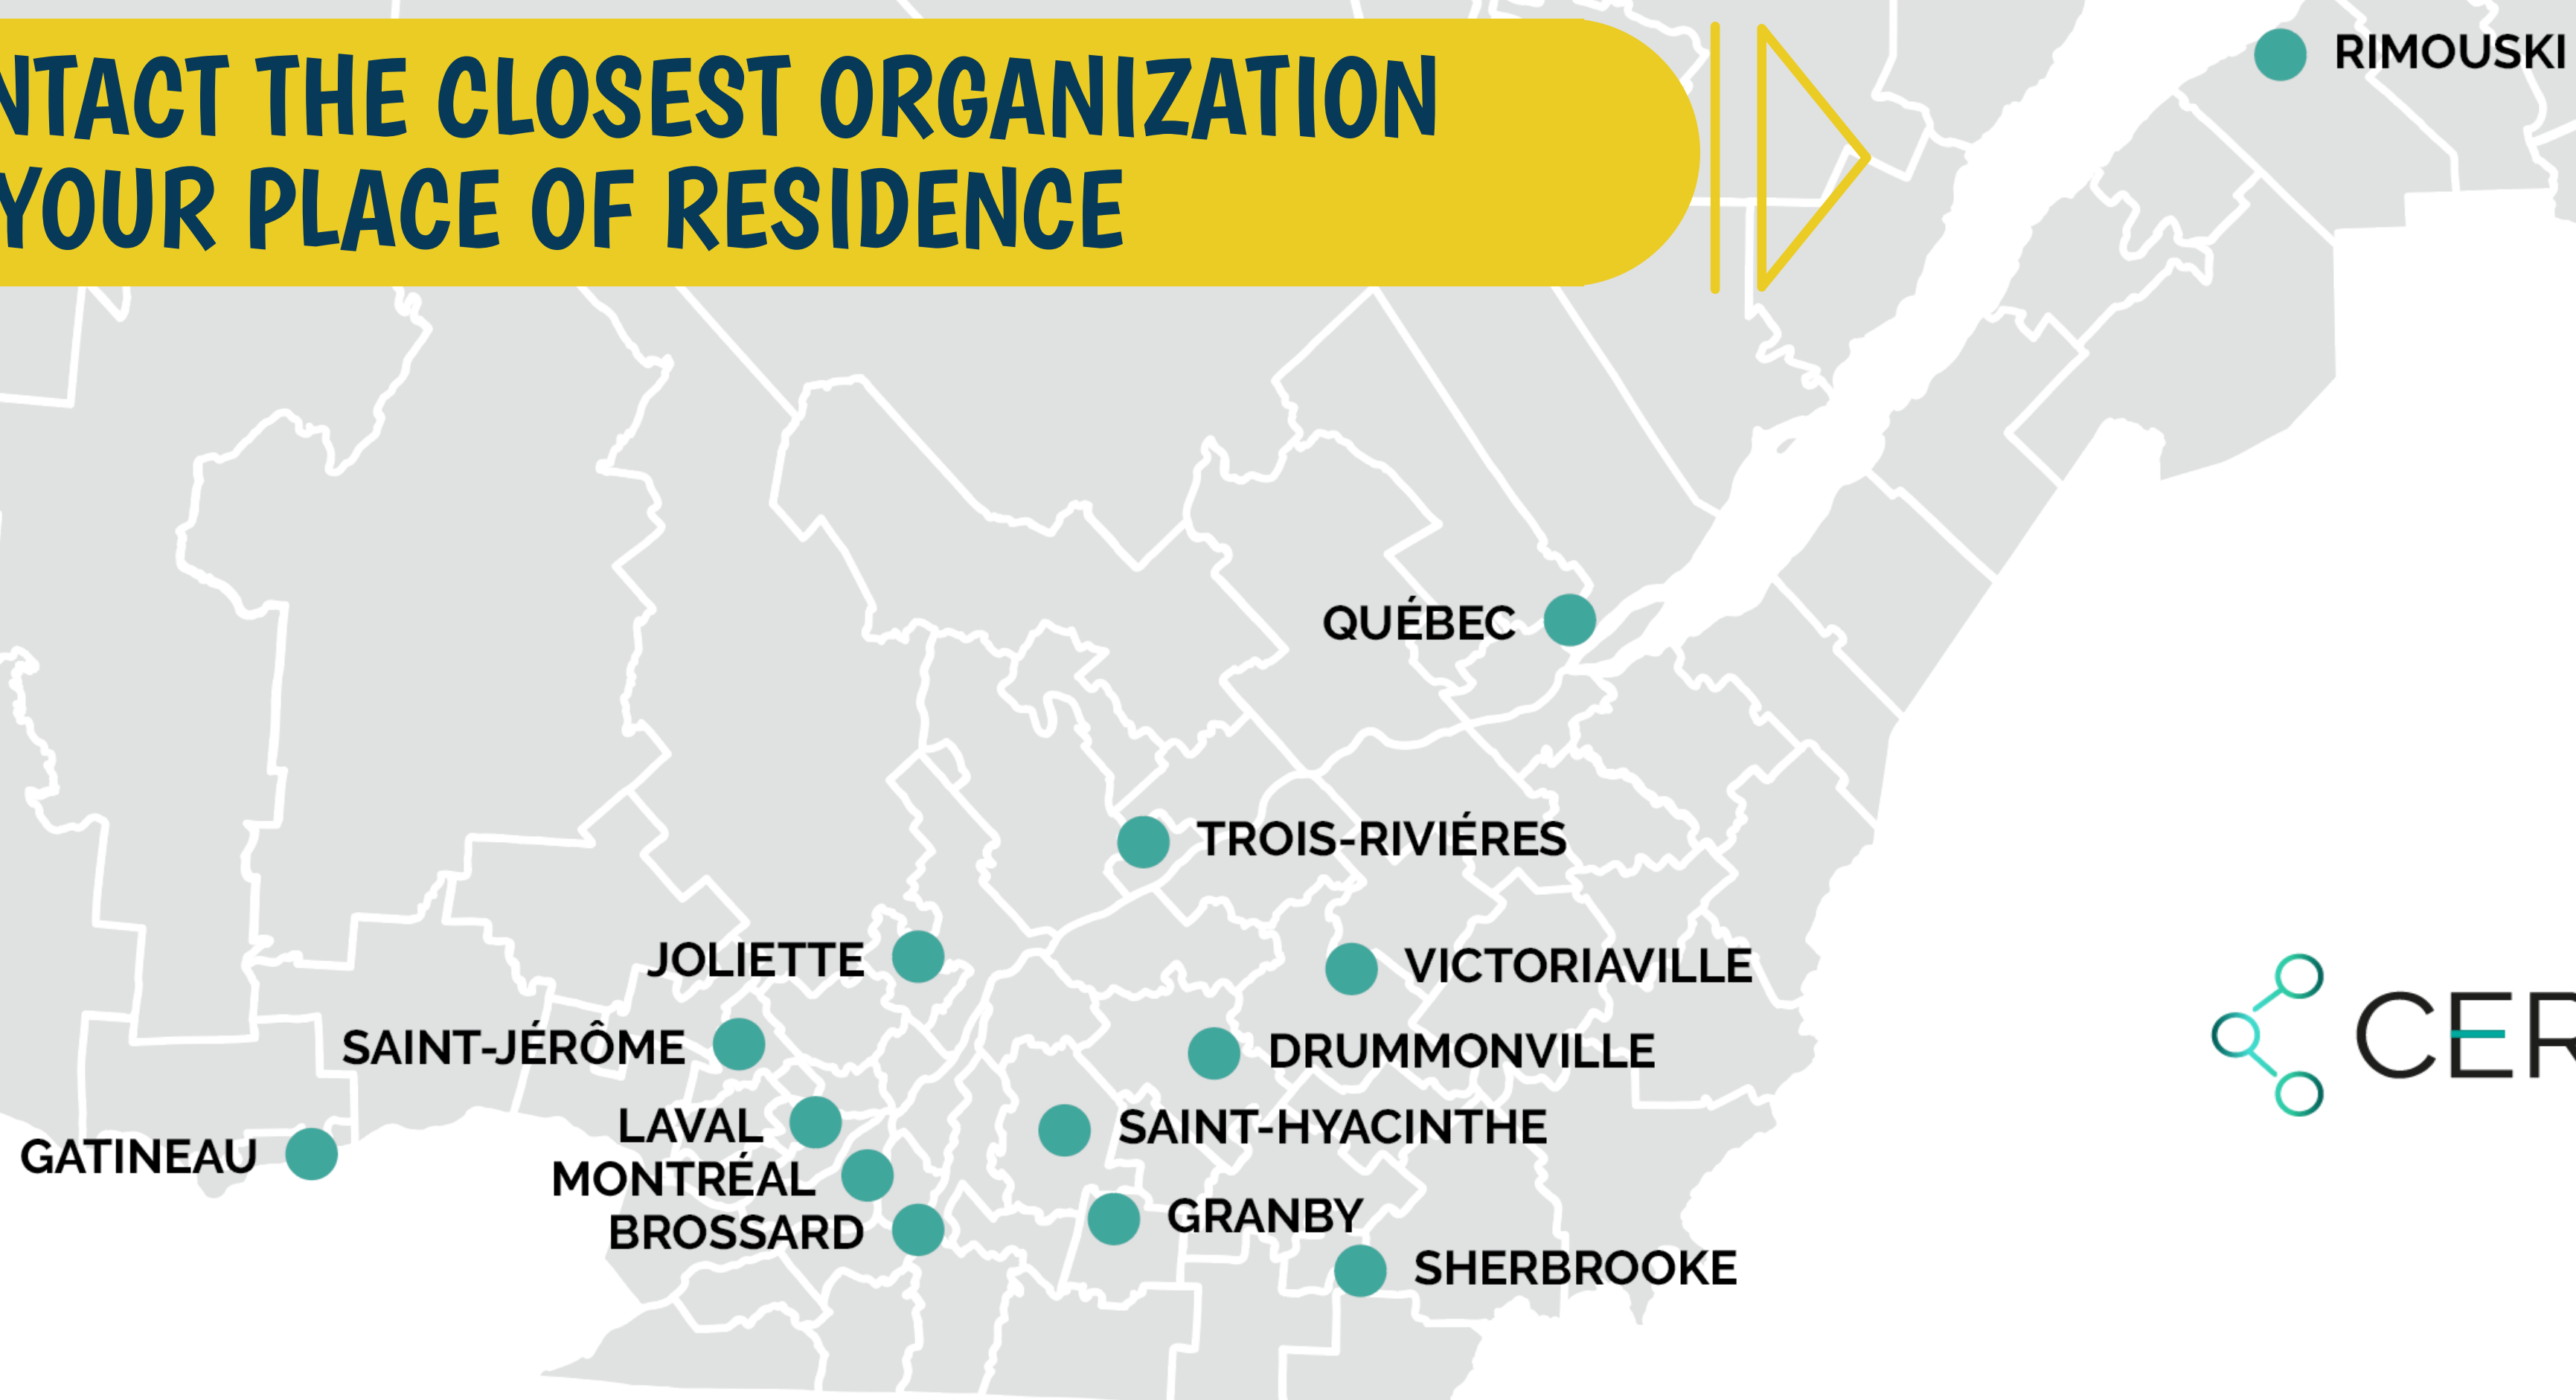 NTACT THE CLOSEST ORGANIZATION
YOUR PLACE OF RESIDENCE
RIMOUSKI
QUÉBEC
TROIS-RIVIÉRES
JOLIETTE
VICTORIAVILLE
SAINT-JÉRÔME
DRUMMONVILLE
LAVAL
SAINT-HYACINTHE
GATINEAU
MONTRÉAL
GRANBY
BROSSARD
SHERBROOKE
CER